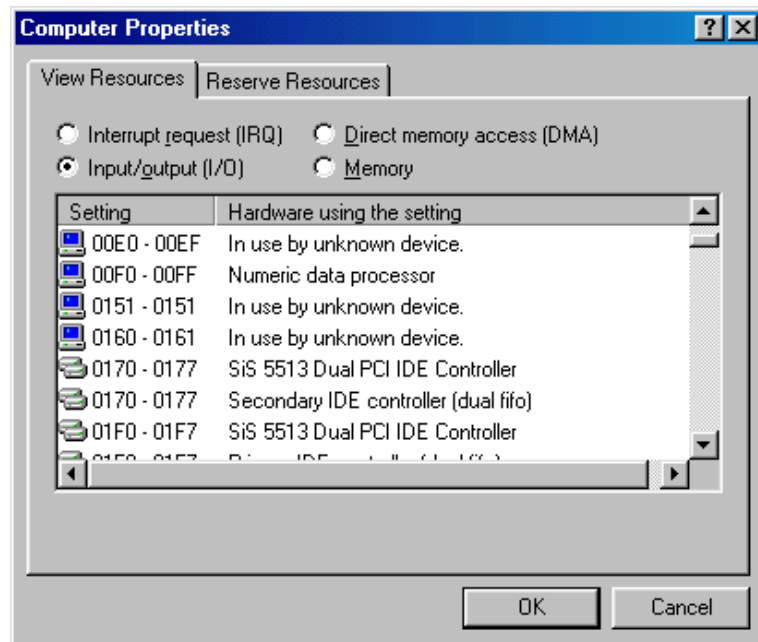 Computer Properties
View Resources Reserve Resources
Interrupt request (IRQ) Direct memory access (DMA)
Input/output (I/O) Memory
Setting Hardware using the setting
00E0 - 00EF In use by unknown device.
00F0 - 00FF Numeric data processor
0151 - 0151 In use by unknown device.
0160 - 0161 In use by unknown device.
0170 - 0177 SiS 5513 Dual PCI IDE Controller
0170 - 0177 Secondary IDE controller (dual fifo)
01F0 - 01F7 SiS 5513 Dual PCI IDE Controller
OK Cancel